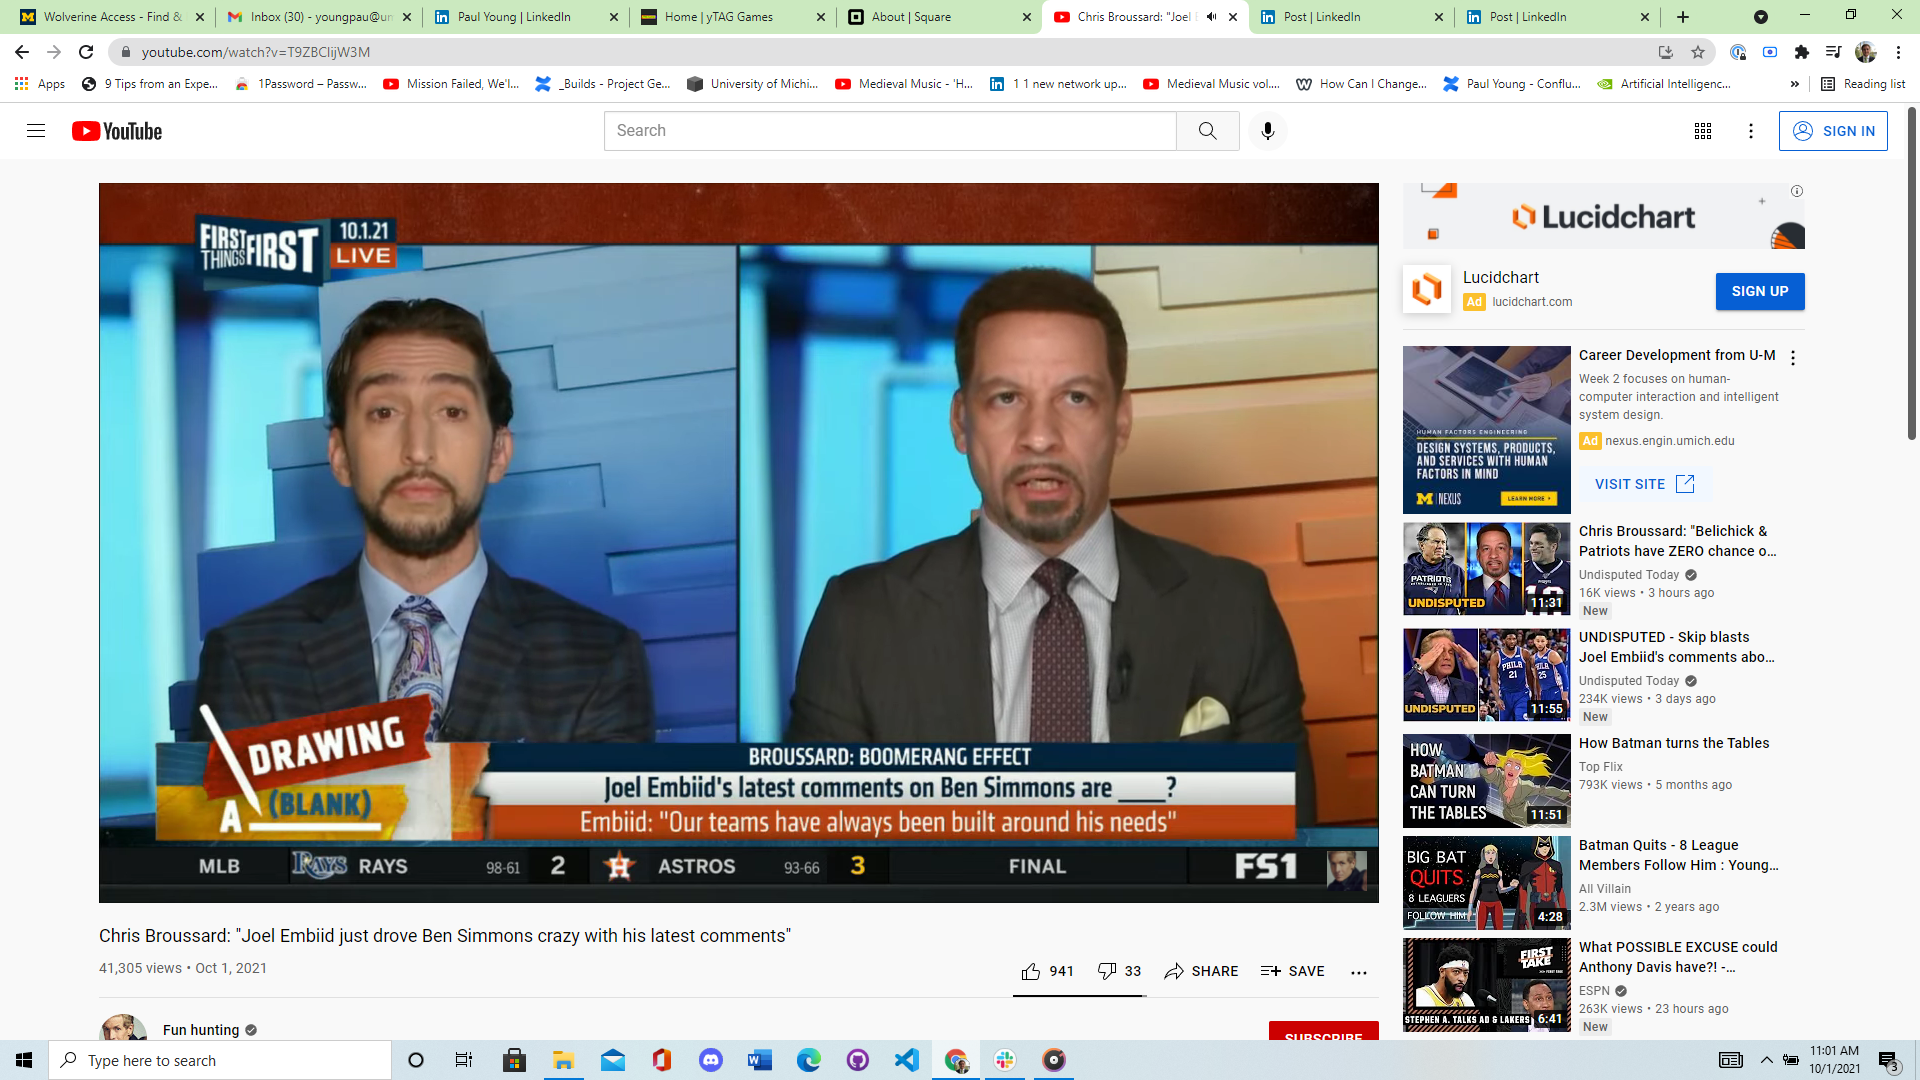 Wolverine Access - Find &
Inbox (30) - youngpau@un
Paul Young | LinkedIn
Home | yTAG Games
About | Square
Chris Broussard: "Joel E
Post | LinkedIn
Post | LinkedIn
youtube.com/watch?v=T9ZBCIijW3M
Apps
9 Tips from an Expe...
1Password – Passw...
Mission Failed, We'l...
_Builds - Project Ge...
University of Michi...
Medieval Music - 'H...
1 1 new network up...
Medieval Music vol....
How Can I Change...
Paul Young - Conflu...
Artificial Intelligenc...
»
Reading list
YouTube
Search
SIGN IN
FIRST THINGS FIRST
10.1.21
LIVE
DRAWING
A (BLANK)
BROUSSARD: BOOMERANG EFFECT
Joel Embiid's latest comments on Ben Simmons are ____?
Embiid: "Our teams have always been built around his needs"
MLB RAYS RAYS 98-61 2 H ASTROS 93-66 3 FINAL FS1
Chris Broussard: "Joel Embiid just drove Ben Simmons crazy with his latest comments"
41,305 views • Oct 1, 2021
941
33
SHARE
SAVE
Fun hunting
SUBSCRIBE
Lucidchart
Lucidchart
Ad lucidchart.com
SIGN UP
HUMAN FACTORS ENGINEERING
DESIGN SYSTEMS, PRODUCTS,
AND SERVICES WITH HUMAN
FACTORS IN MIND
M | NEXUS
LEARN MORE
Career Development from U-M
Week 2 focuses on human-
computer interaction and intelligent
system design.
Ad nexus.engin.umich.edu
VISIT SITE
PATRIOTS
UNDISPUTED
11:31
Chris Broussard: "Belichick &
Patriots have ZERO chance o...
Undisputed Today
16K views • 3 hours ago
New
PHILA
21
PHILA
25
UNDISPUTED
11:55
UNDISPUTED - Skip blasts
Joel Embiid's comments abo...
Undisputed Today
234K views • 3 days ago
New
HOW
BATMAN
CAN TURN
THE TABLES
11:51
How Batman turns the Tables
Top Flix
793K views • 5 months ago
BIG BAT
QUITS
8 LEAGUERS
FOLLOW HIM
4:28
Batman Quits - 8 League
Members Follow Him : Young...
All Villain
2.3M views • 2 years ago
FIRST
TAKE
STEPHEN A. TALKS AD & LAKERS
6:41
What POSSIBLE EXCUSE could
Anthony Davis have?! -...
ESPN
263K views • 23 hours ago
New
Type here to search
11:01 AM
10/1/2021
3